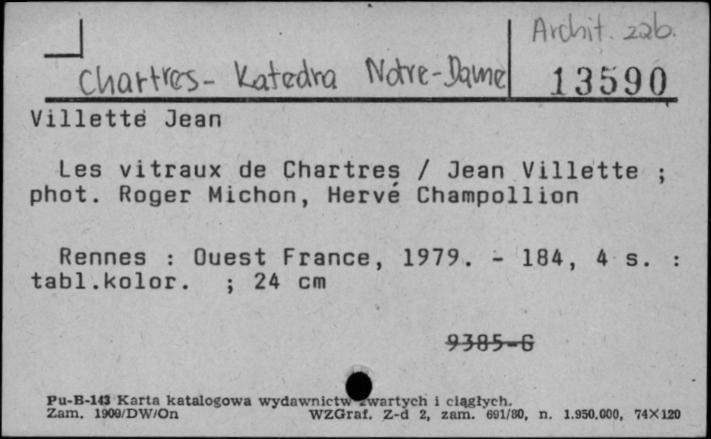 Archit. zab.
Chartres - Katedra Notre-Dame
13590
Villette Jean
Les vitraux de Chartres / Jean Villette ;
phot. Roger Michon, Hervé Champollion
Rennes : Ouest France, 1979. - 184, 4 s. :
tabl.kolor. ; 24 cm
9385-G
Pu-B-143 Karta katalogowa wydawnictw zwartych i ciągłych.
Zam. 1909/DW/On WZGraf. Z-d 2, zam. 691/80, n. 1.950.000, 74×120